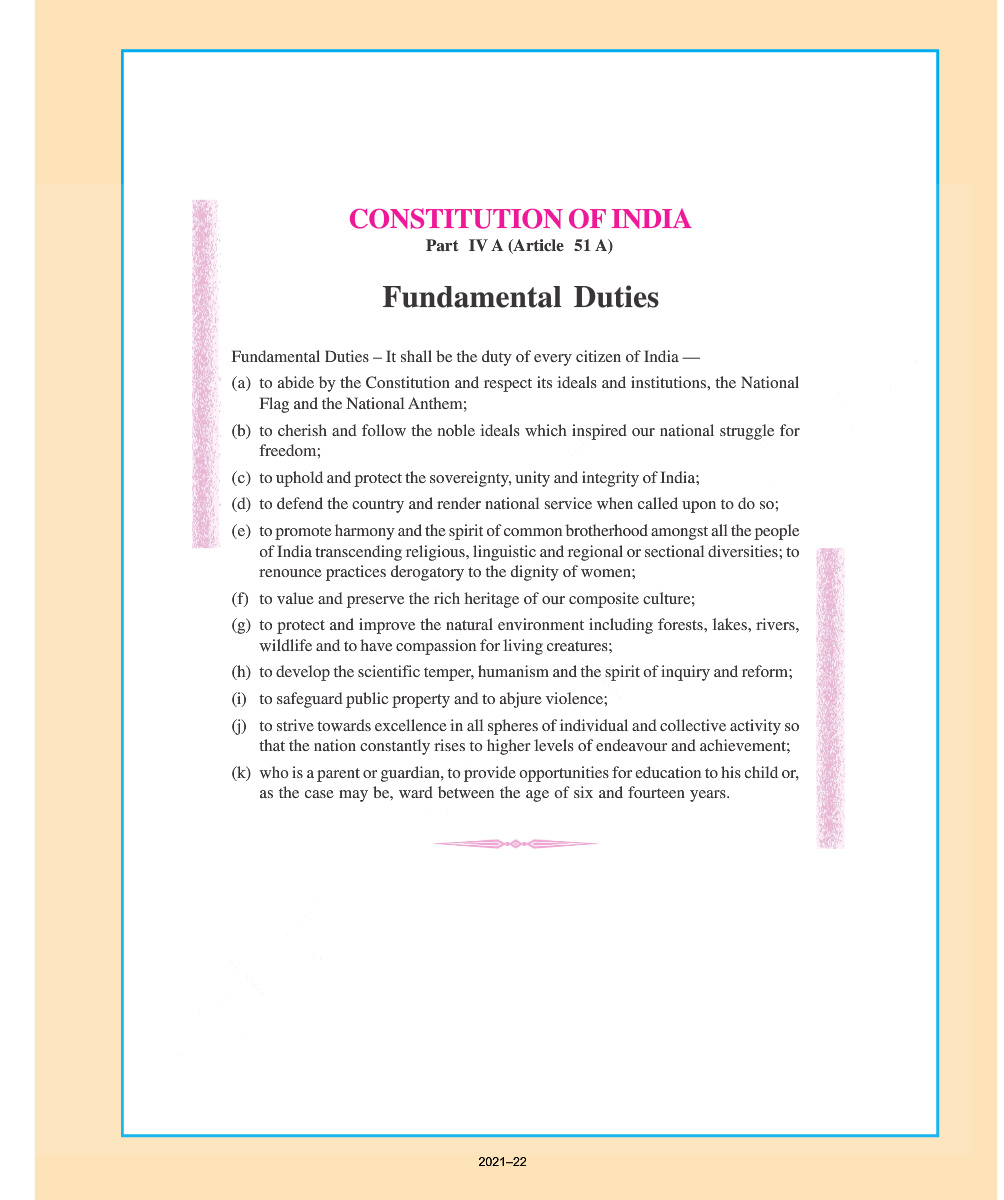 CONSTITUTION OF INDIA
Part IV A (Article 51 A)
Fundamental Duties
Fundamental Duties – It shall be the duty of every citizen of India —
(a) to abide by the Constitution and respect its ideals and institutions, the National
Flag and the National Anthem;
(b) to cherish and follow the noble ideals which inspired our national struggle for
freedom;
(c) to uphold and protect the sovereignty, unity and integrity of India;
(d) to defend the country and render national service when called upon to do so;
(e) to promote harmony and the spirit of common brotherhood amongst all the people
of India transcending religious, linguistic and regional or sectional diversities; to
renounce practices derogatory to the dignity of women;
(f) to value and preserve the rich heritage of our composite culture;
(g) to protect and improve the natural environment including forests, lakes, rivers,
wildlife and to have compassion for living creatures;
(h) to develop the scientific temper, humanism and the spirit of inquiry and reform;
(i) to safeguard public property and to abjure violence;
(j) to strive towards excellence in all spheres of individual and collective activity so
that the nation constantly rises to higher levels of endeavour and achievement;
(k) who is a parent or guardian, to provide opportunities for education to his child or,
as the case may be, ward between the age of six and fourteen years.
2021–22